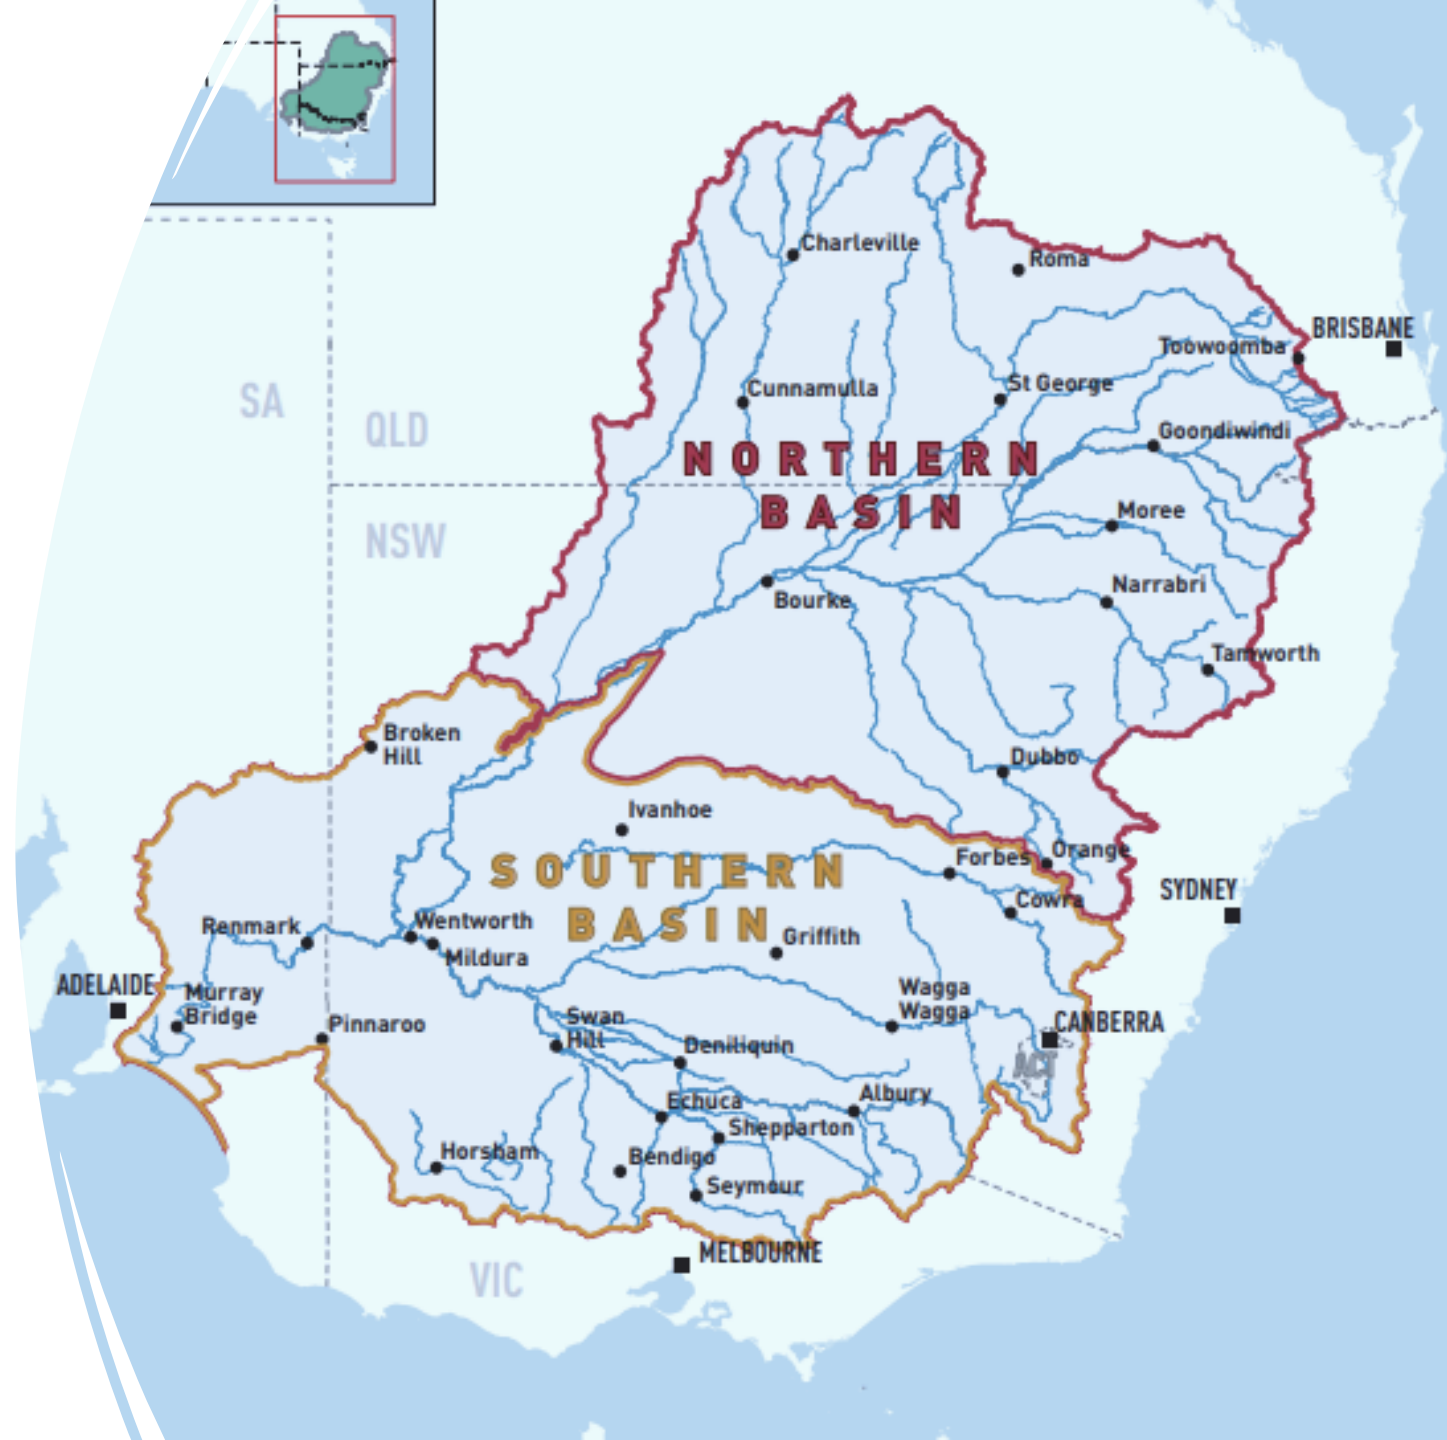 Charleville
Roma
BRISBANE
Toowoomba
SA
QLD
Cunnamulla
St George
Goondiwindi
NORTHERN
BASIN
NSW
Moree
Narrabri
Bourke
Tamworth
Broken
Hill
Dubbo
Ivanhoe
Forbes
Orange
SOUTHERN
BASIN
SYDNEY
Cowra
Renmark
Wentworth
Mildura
Griffith
ADELAIDE
Murray
Bridge
Pinnaroo
Swan
Hill
Wagga
Wagga
CANBERRA
ACT
Deniliquin
Echuca
Albury
Shepparton
Horsham
Bendigo
Seymour
MELBOURNE
VIC